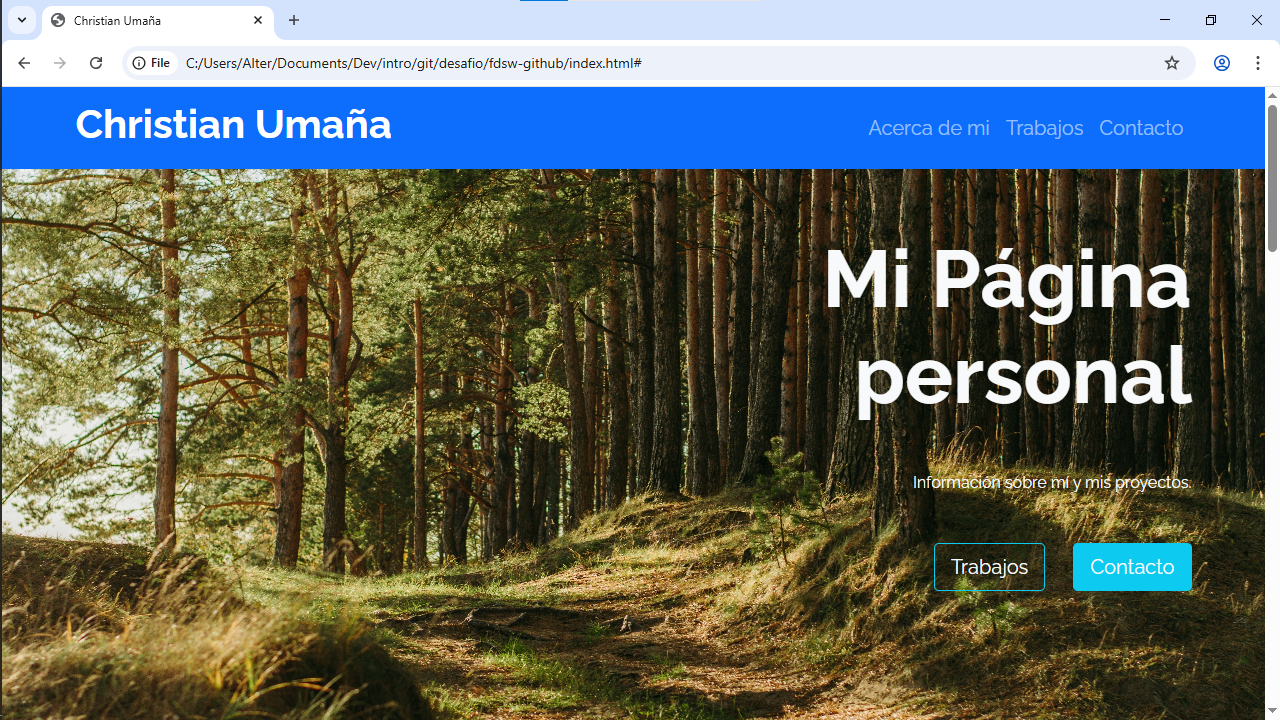 Christian Umaña
File C:/Users/Alter/Documents/Dev/intro/git/desafio/fdsw-github/index.html#
Christian Umaña
Acerca de mi Trabajos Contacto
Mi Página
personal
Información sobre mí y mis proyectos.
Trabajos Contacto